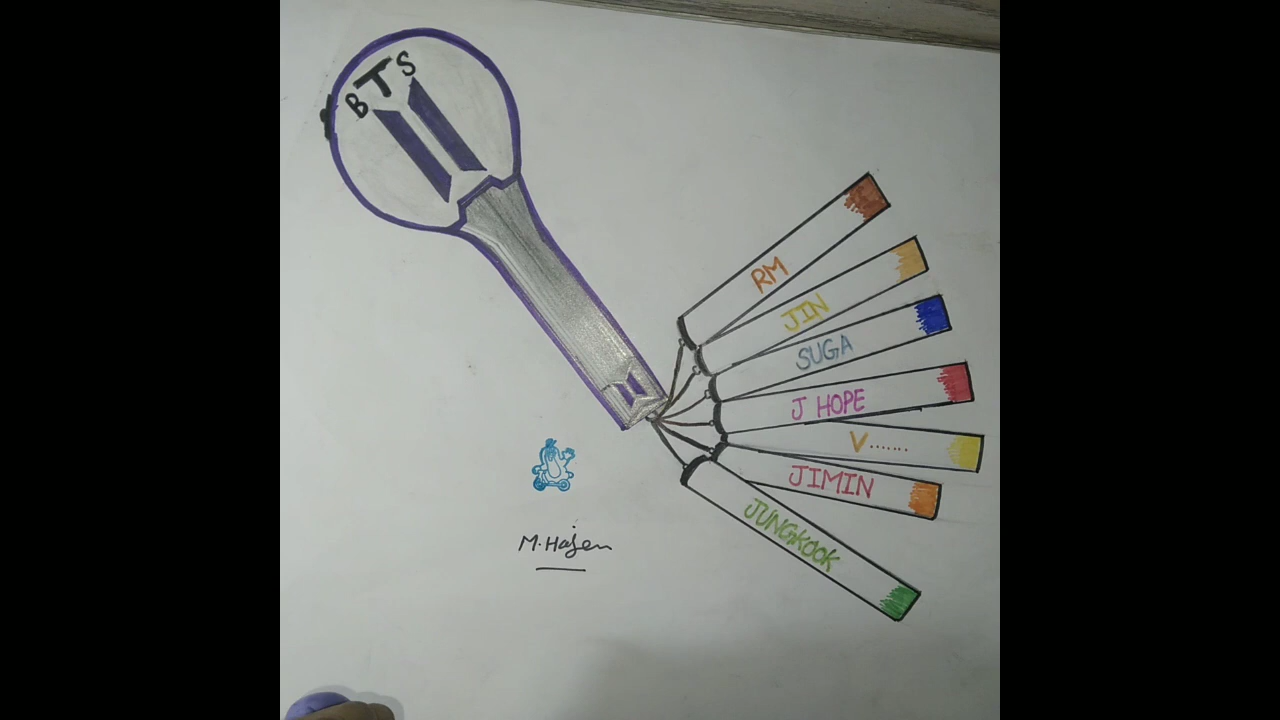 BTS
RM
JIN
SUGA
J HOPE
V.......
JIMIN
JUNGKOOK
M.Hajen